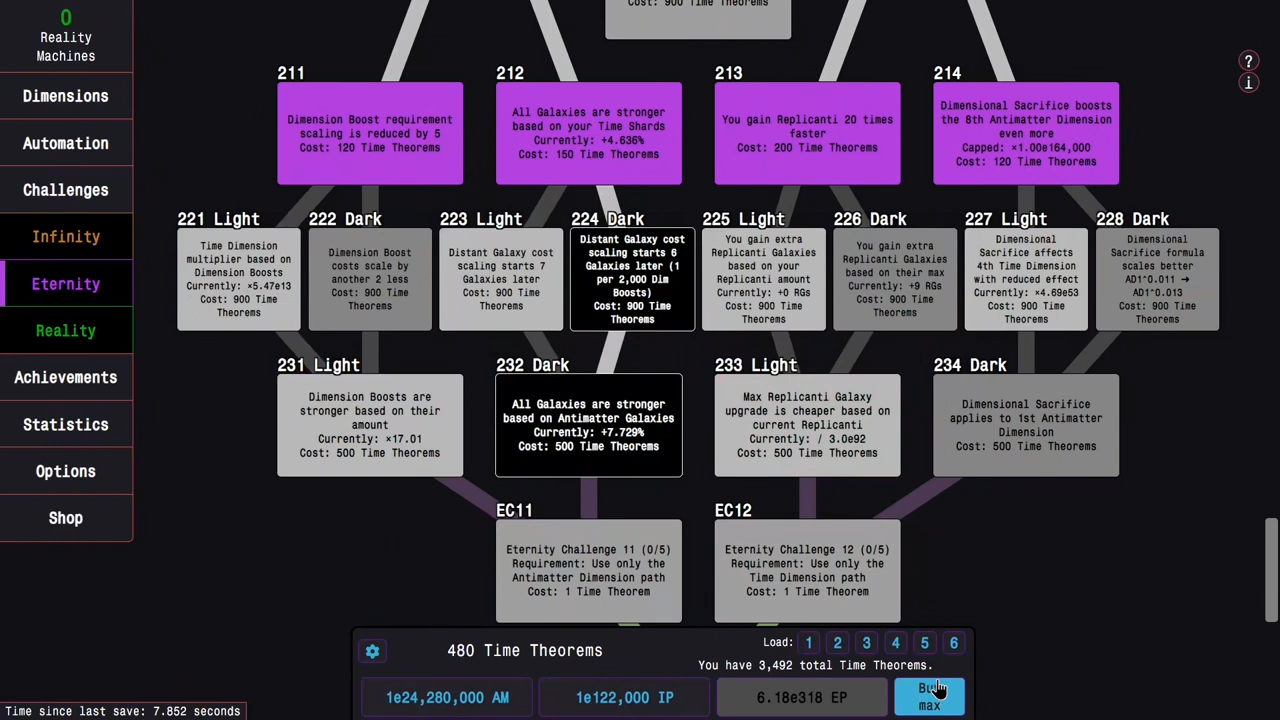 0
Reality
Machines
Dimensions
Automation
Challenges
Infinity
Eternity
Reality
Achievements
Statistics
Options
Shop
Cost: 900 Time Theorems
?
i
211
Dimension Boost requirement
scaling is reduced by 5
Cost: 120 Time Theorems
212
All Galaxies are stronger
based on your Time Shards
Currently: +4.636%
Cost: 150 Time Theorems
213
You gain Replicanti 20 times
faster
Cost: 200 Time Theorems
214
Dimensional Sacrifice boosts
the 8th Antimatter Dimension
even more
Capped: ×1.00e164,000
Cost: 120 Time Theorems
221 Light
Time Dimension
multiplier based on
Dimension Boosts
Currently: ×5.47e13
Cost: 900 Time
Theorems
222 Dark
Dimension Boost
costs scale by
another 2 less
Cost: 900 Time
Theorems
223 Light
Distant Galaxy cost
scaling starts 7
Galaxies later
Cost: 900 Time
Theorems
224 Dark
Distant Galaxy cost
scaling starts 6
Galaxies later (1
per 2,000 Dim
Boosts)
Cost: 900 Time
Theorems
225 Light
You gain extra
Replicanti Galaxies
based on your
Replicanti amount
Currently: +0 RGs
Cost: 900 Time
Theorems
226 Dark
You gain extra
Replicanti Galaxies
based on their max
Currently: +9 RGs
Cost: 900 Time
Theorems
227 Light
Dimensional
Sacrifice affects
4th Time Dimension
with reduced effect
Currently: ×4.69e53
Cost: 900 Time
Theorems
228 Dark
Dimensional
Sacrifice formula
scales better
AD1^0.011 →
AD1^0.013
Cost: 900 Time
Theorems
231 Light
Dimension Boosts are
stronger based on their
amount
Currently: ×17.01
Cost: 500 Time Theorems
232 Dark
All Galaxies are stronger
based on Antimatter Galaxies
Currently: +7.729%
Cost: 500 Time Theorems
233 Light
Max Replicanti Galaxy
upgrade is cheaper based on
current Replicanti
Currently: / 3.0e92
Cost: 500 Time Theorems
234 Dark
Dimensional Sacrifice
applies to 1st Antimatter
Dimension
Cost: 500 Time Theorems
EC11
Eternity Challenge 11 (0/5)
Requirement: Use only the
Antimatter Dimension path
Cost: 1 Time Theorem
EC12
Eternity Challenge 12 (0/5)
Requirement: Use only the
Time Dimension path
Cost: 1 Time Theorem
480 Time Theorems
Load: 1 2 3 4 5 6
You have 3,492 total Time Theorems.
1e24,280,000 AM
1e122,000 IP
6.18e318 EP
max
Time since last save: 7.852 seconds